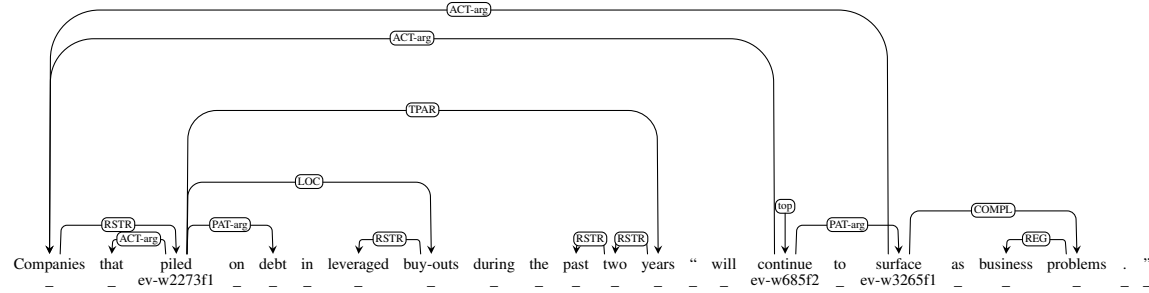 ACT-arg
ACT-arg
TPAR
LOC
top
RSTR PAT-arg PAT-arg COMPL
ACT-arg RSTR RSTR RSTR REG
Companies that piled on debt in leveraged buy-outs during the past two years “ will continue to surface as business problems . ”
_ _ ev-w2273f1 _ _ _ _ _ _ _ _ _ _ _ _ ev-w685f2 _ ev-w3265f1 _ _ _ _ _